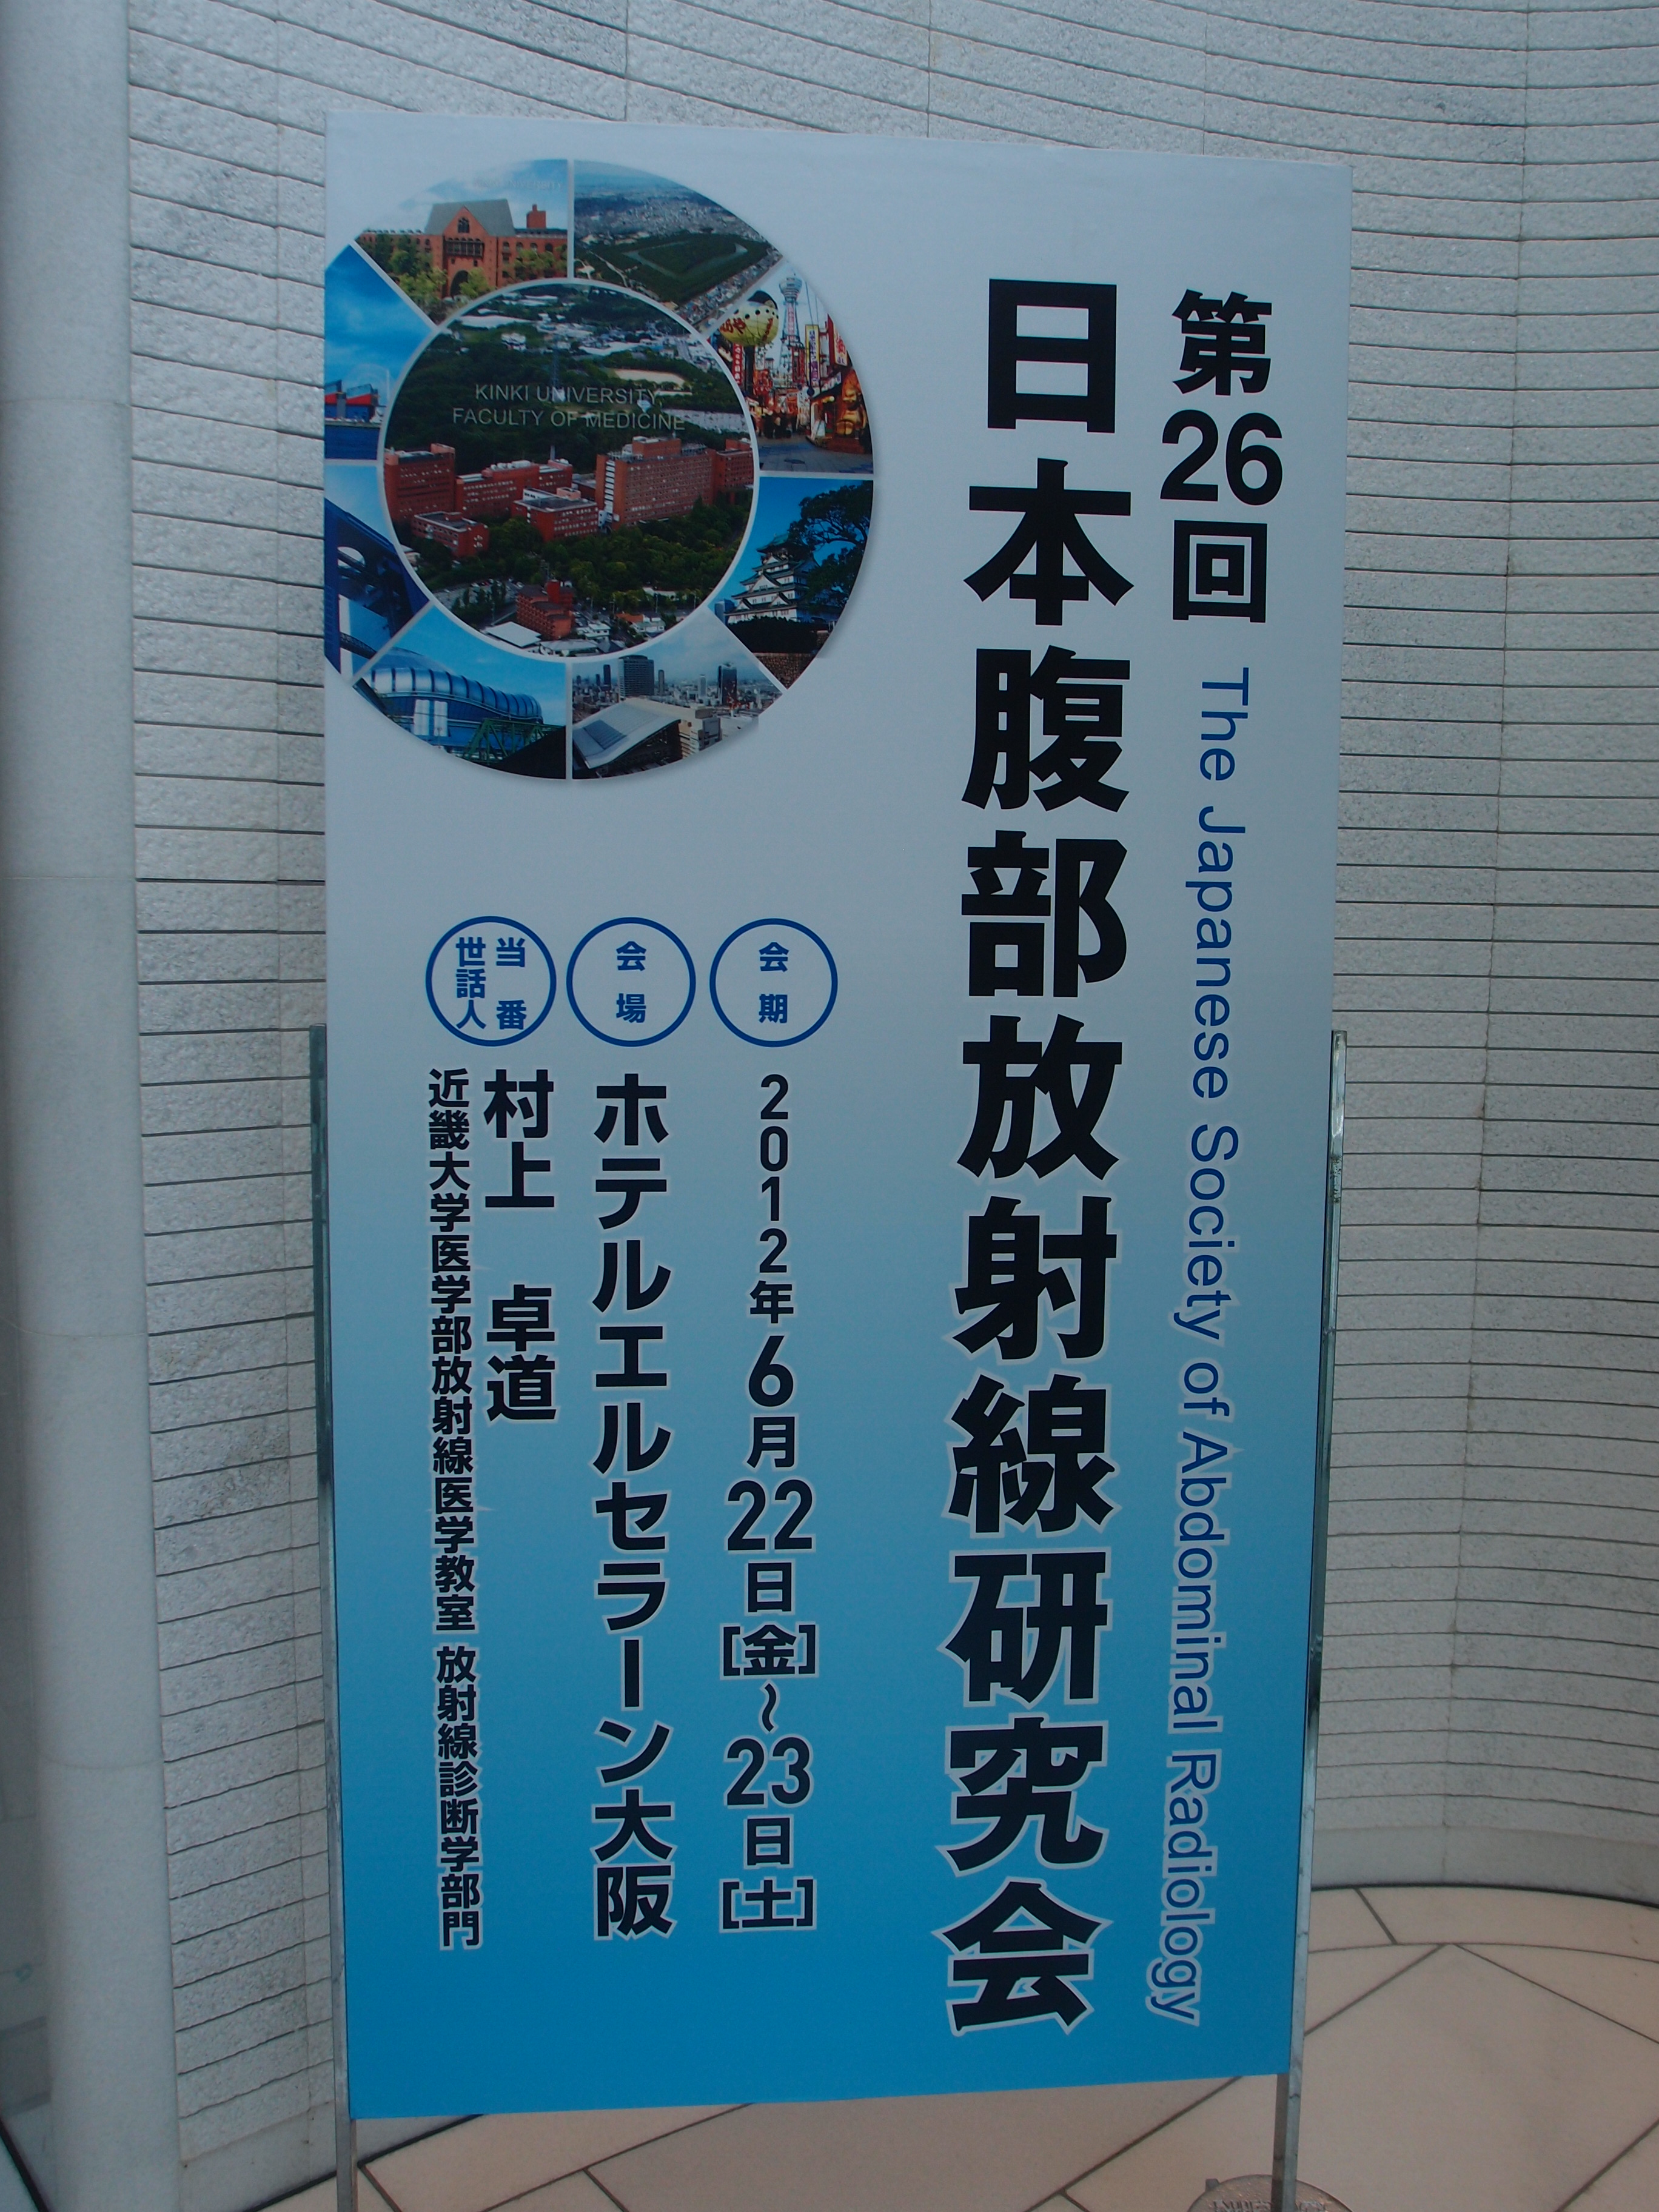 第26回
The Japanese Society of Abdominal Radiology
日本腹部放射線研究会
会期
2012年6月22日[金]〜23日[土]
会場
ホテルエルセラーン大阪
当番
世話人
村上 卓道
近畿大学医学部放射線医学教室 放射線診断学部門
KINKI UNIVERSITY,
FACULTY OF MEDICINE